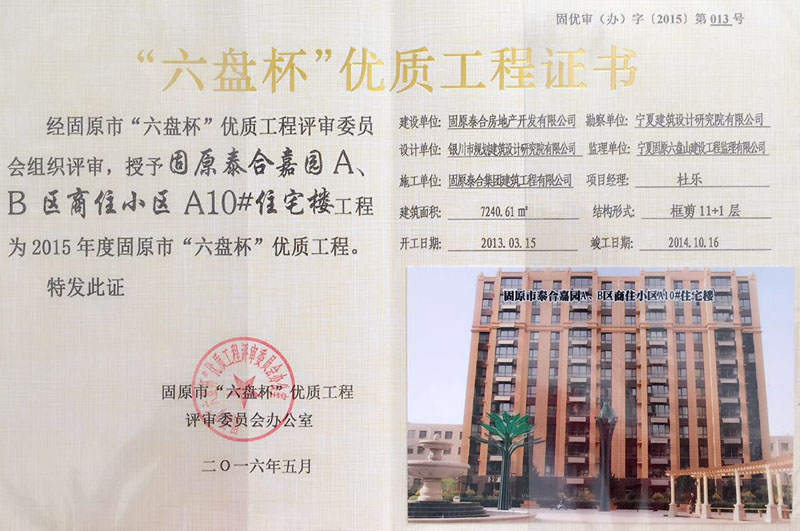 固优审（办）字〔2015〕第 013 号
“六盘杯”优质工程证书
经固原市“六盘杯”优质工程评审委员
会组织评审，授予固原泰合嘉园A、
B区商住小区A10#住宅楼工程
为2015年度固原市“六盘杯”优质工程。
特发此证
固原市“六盘杯”优质工程
评审委员会办公室
二〇一六年五月
建设单位：固原泰合房地产开发有限公司 勘察单位：宁夏建筑设计研究院有限公司
设计单位：银川市规划建筑设计研究院有限公司 监理单位：宁夏固原六盘山建设工程监理有限公司
施工单位：固原泰合集团建筑工程有限公司 项目经理：杜乐
建筑面积：7240.61㎡ 结构形式：框剪11+1层
开工日期：2013.03.15 竣工日期：2014.10.16
固原市泰合嘉园A、B区商住小区A10#住宅楼